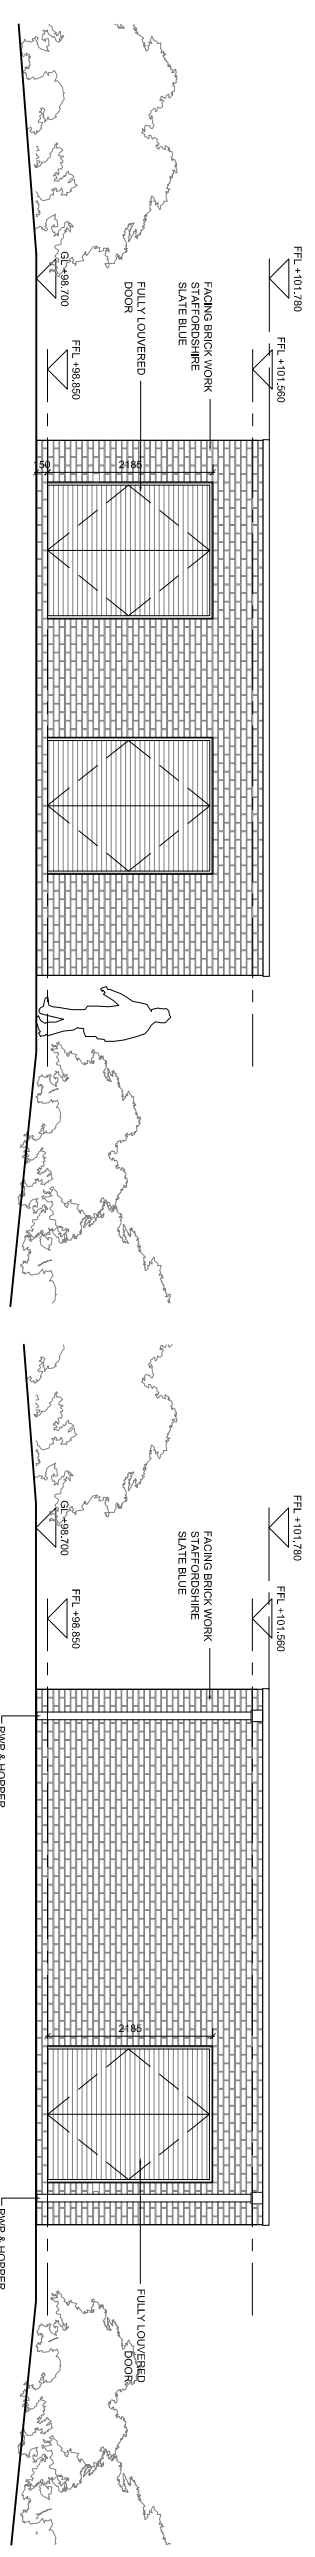 FFL +101.780
FFL +101.560
FACING BRICK WORK
STAFFORDSHIRE
SLATE BLUE
FULLY LOUVERED
DOOR
FFL +98.850
GL +98.700
2185
150
FFL +101.780
FFL +101.560
FACING BRICK WORK
STAFFORDSHIRE
SLATE BLUE
FFL +98.850
GL +98.700
2185
FULLY LOUVERED
DOOR
RWP & HOPPER
RWP & HOPPER